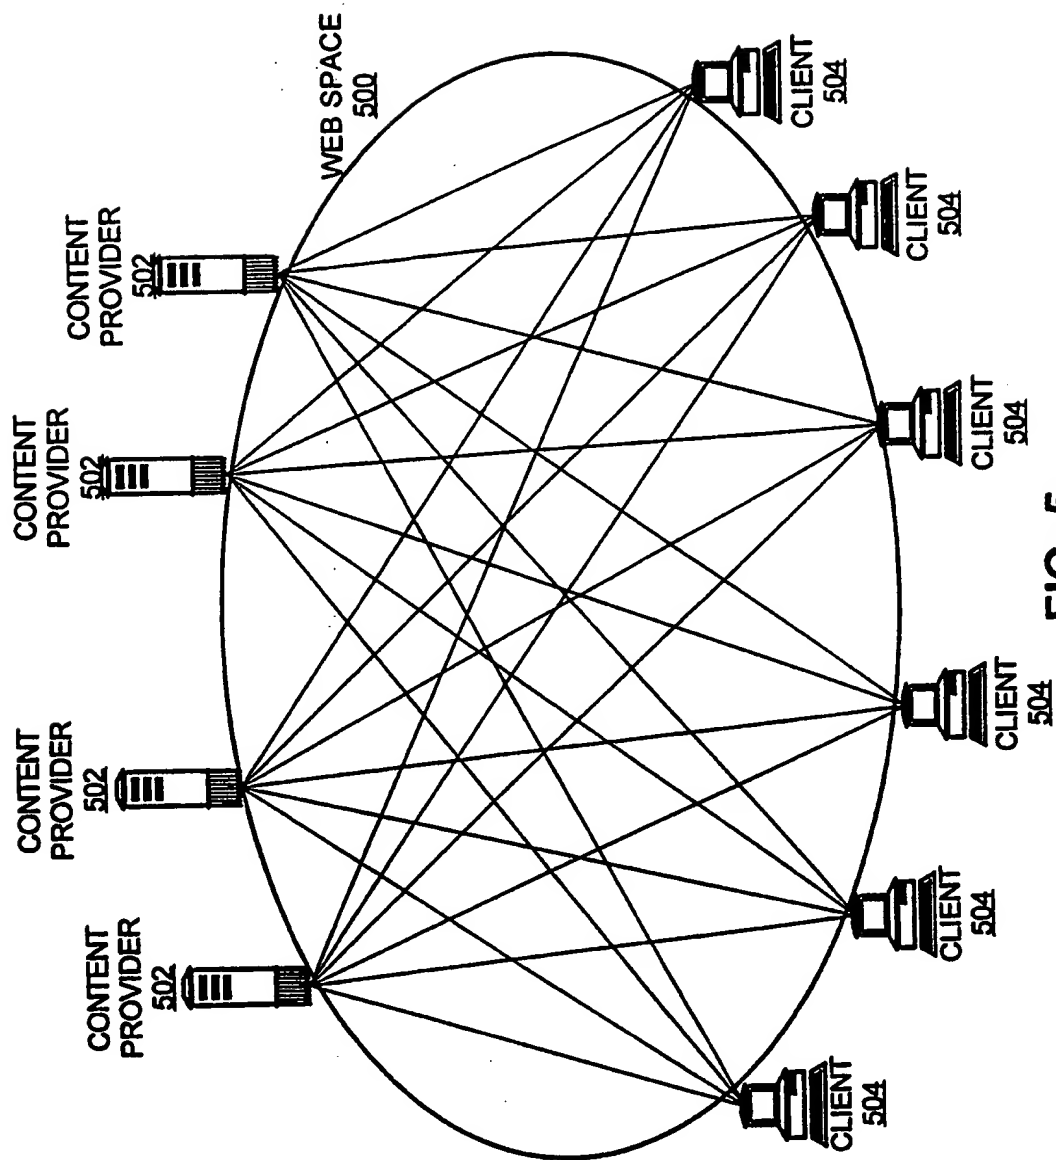 CONTENT
PROVIDER
502
CONTENT
PROVIDER
502
CONTENT
PROVIDER
502
CONTENT
PROVIDER
502
WEB SPACE
500
CLIENT
504
CLIENT
504
CLIENT
504
CLIENT
504
CLIENT
504
CLIENT
504
FIG. 5